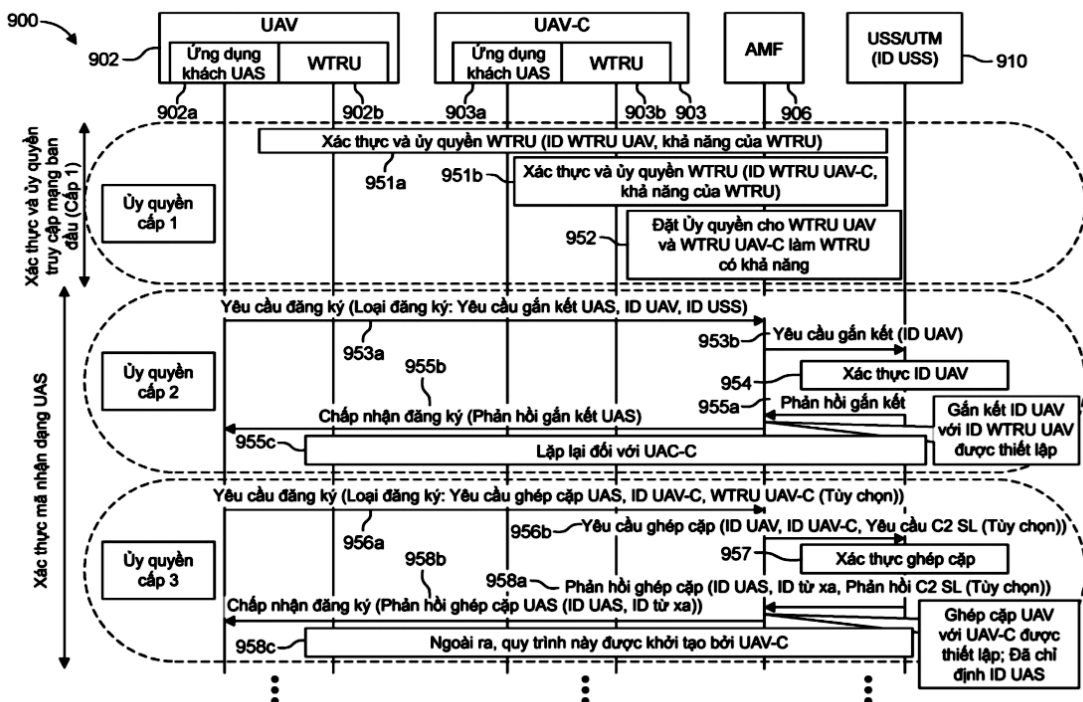 900
UAV
UAV-C
AMF
USS/UTM
(ID USS)
902
Ứng dụng
khách UAS
WTRU
Ứng dụng
khách UAS
WTRU
910
902a
902b
903a
903b
903
906
Xác thực và ủy quyền
truy cập mạng ban
đầu (Cấp 1)
Ủy quyền
cấp 1
Xác thực và ủy quyền WTRU (ID WTRU UAV, khả năng của WTRU)
951a
951b
Xác thực và ủy quyền WTRU (ID WTRU UAV-C,
khả năng của WTRU)
952
Đặt Ủy quyền cho WTRU UAV
và WTRU UAV-C làm WTRU
có khả năng
Xác thực mã nhận dạng UAS
Ủy quyền
cấp 2
Yêu cầu đăng ký (Loại đăng ký: Yêu cầu gắn kết UAS, ID UAV, ID USS)
953a
953b
Yêu cầu gắn kết (ID UAV)
954
Xác thực ID UAV
955b
955a
Phản hồi gắn kết
Chấp nhận đăng ký (Phản hồi gắn kết UAS)
Gắn kết ID UAV
với ID WTRU UAV
được thiết lập
955c
Lặp lại đối với UAC-C
Ủy quyền
cấp 3
Yêu cầu đăng ký (Loại đăng ký: Yêu cầu ghép cặp UAS, ID UAV-C, WTRU UAV-C (Tùy chọn))
956a
956b
Yêu cầu ghép cặp (ID UAV, ID UAV-C, Yêu cầu C2 SL (Tùy chọn))
957
Xác thực ghép cặp
958b
958a
Phản hồi ghép cặp (ID UAS, ID từ xa, Phản hồi C2 SL (Tùy chọn))
Chấp nhận đăng ký (Phản hồi ghép cặp UAS (ID UAS, ID từ xa))
Ghép cặp UAV
với UAV-C được
thiết lập; Đã chỉ
định ID UAS
958c
Ngoài ra, quy trình này được khởi tạo bởi UAV-C